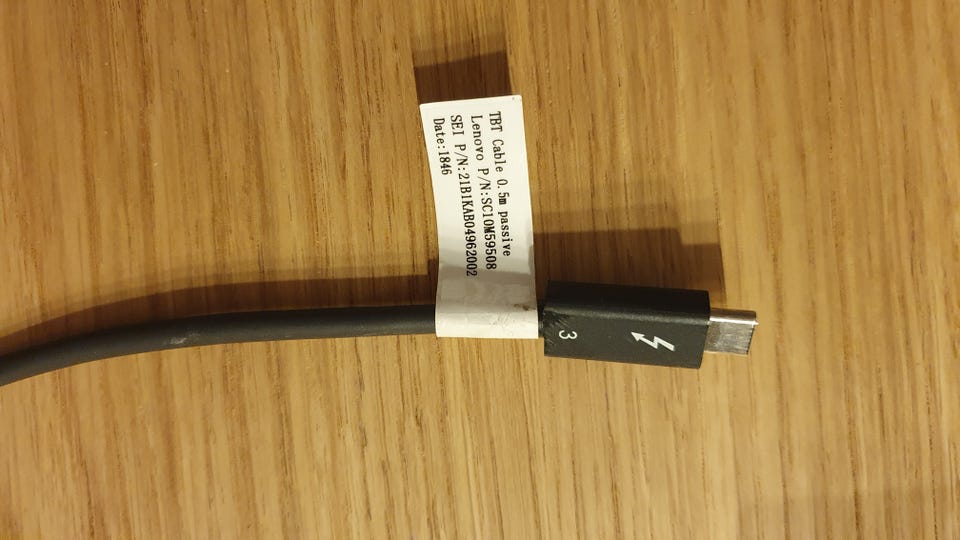 TBT Cable 0.5m passive
Lenovo P/N:SC10M59508
SEI P/N:21B1KAB04962002
Date:1846
3